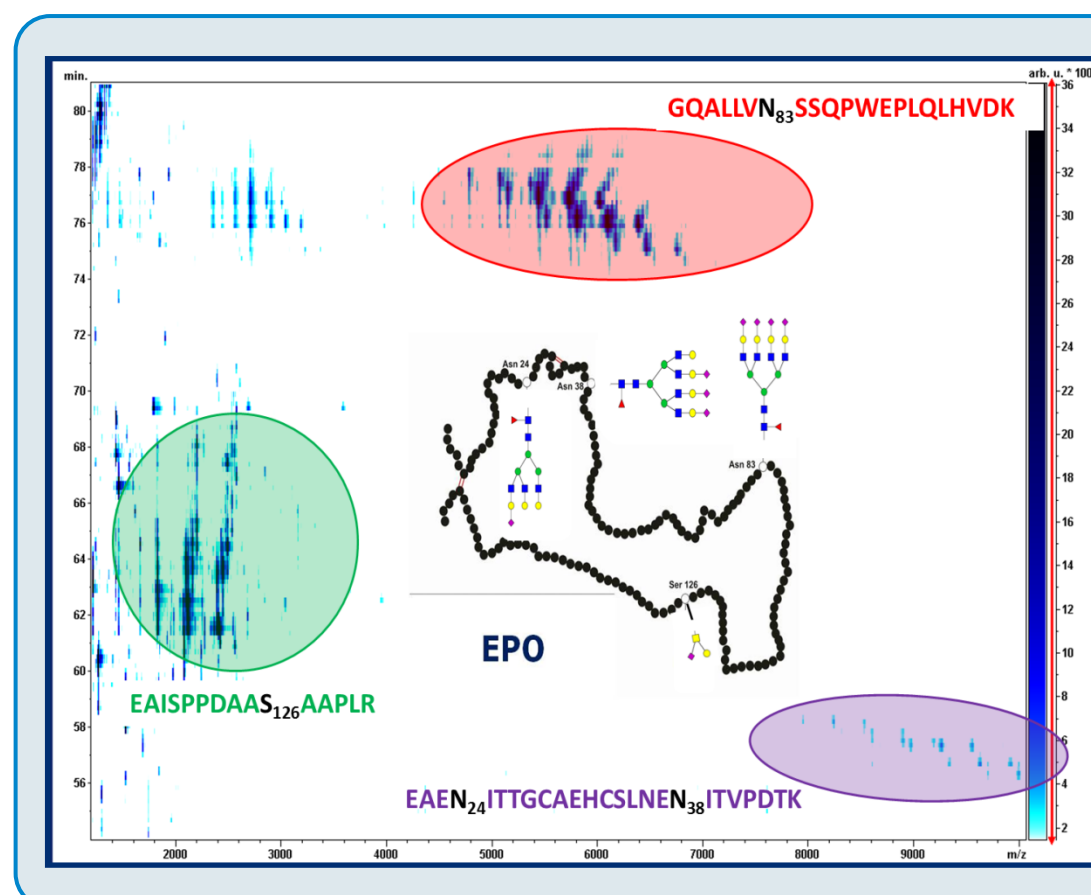 min.
arb. u. * 100
GQALLVN83SSQPWEPLQLHVDK
80
78
76
74
72
70
68
66
64
62
60
58
56
36
34
32
30
28
26
24
22
20
18
16
14
12
10
8
6
4
2
Asn 24
Asn 38
Asn 83
Ser 126
EPO
EAISPPDAAS126AAPLR
EAEN24ITTGCAEHCSLNEN38ITVPDTK
2000 3000 4000 5000 6000 7000 8000 9000 m/z